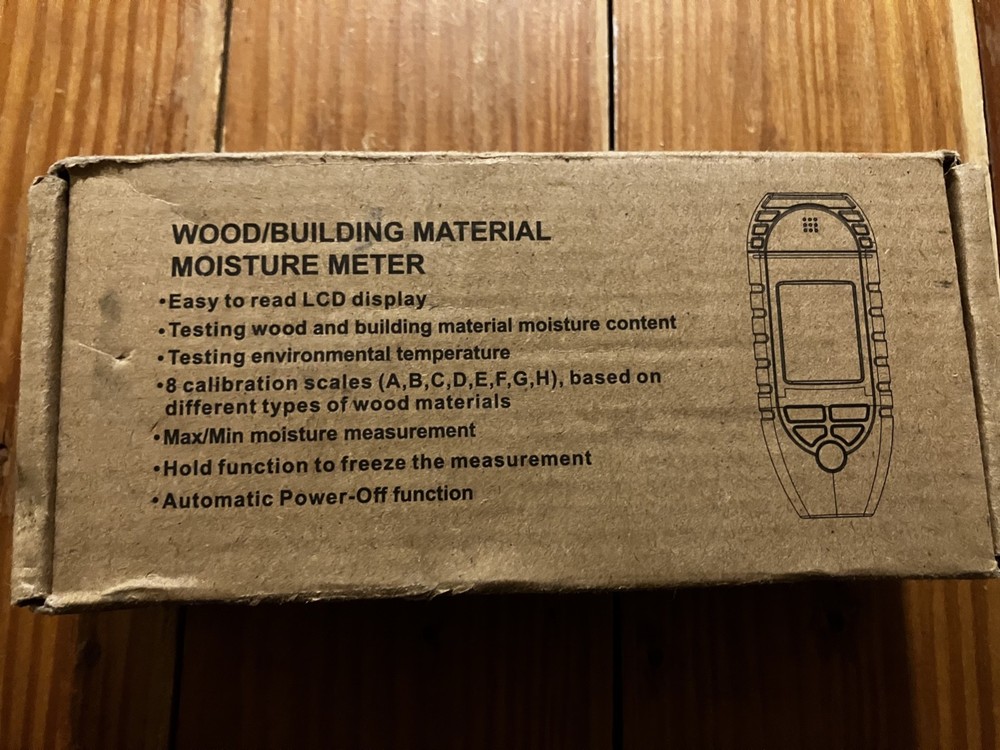 WOOD/BUILDING MATERIAL
MOISTURE METER
•Easy to read LCD display
•Testing wood and building material moisture content
•Testing environmental temperature
•8 calibration scales (A,B,C,D,E,F,G,H), based on
different types of wood materials
•Max/Min moisture measurement
•Hold function to freeze the measurement
•Automatic Power-Off function